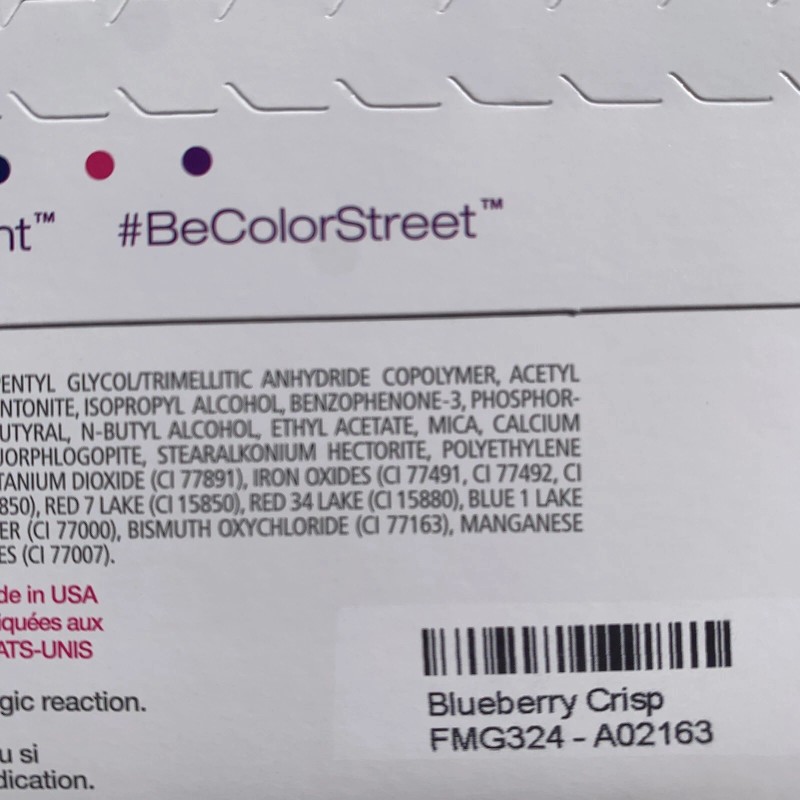 nt™ #BeColorStreet™
ENTYL GLYCOL/TRIMELLITIC ANHYDRIDE COPOLYMER, ACETYL
NTONITE, ISOPROPYL ALCOHOL, BENZOPHENONE-3, PHOSPHOR-
UTYRAL, N-BUTYL ALCOHOL, ETHYL ACETATE, MICA, CALCIUM
UORPHLOGOPITE, STEARALKONIUM HECTORITE, POLYETHYLENE
TANIUM DIOXIDE (CI 77891), IRON OXIDES (CI 77491, CI 77492, CI
850), RED 7 LAKE (CI 15850), RED 34 LAKE (CI 15880), BLUE 1 LAKE
ER (CI 77000), BISMUTH OXYCHLORIDE (CI 77163), MANGANESE
ES (CI 77007).
de in USA
iquées aux
ATS-UNIS
gic reaction.
u si
dication.
Blueberry Crisp
FMG324 - A02163